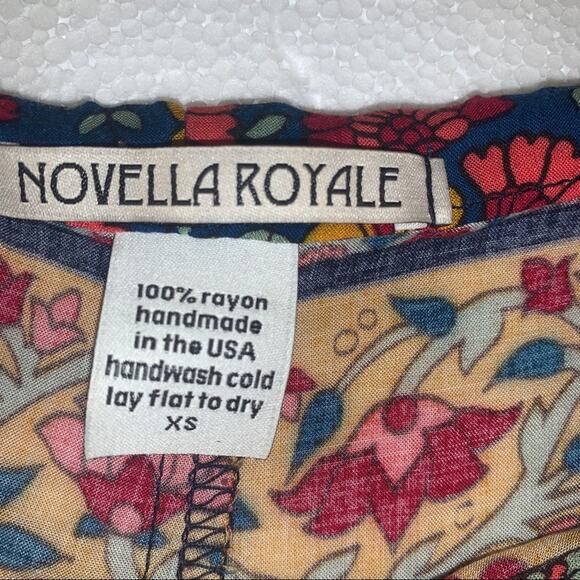 NOVELLA ROYALE
100% rayon
handmade
in the USA
handwash cold
lay flat to dry
XS